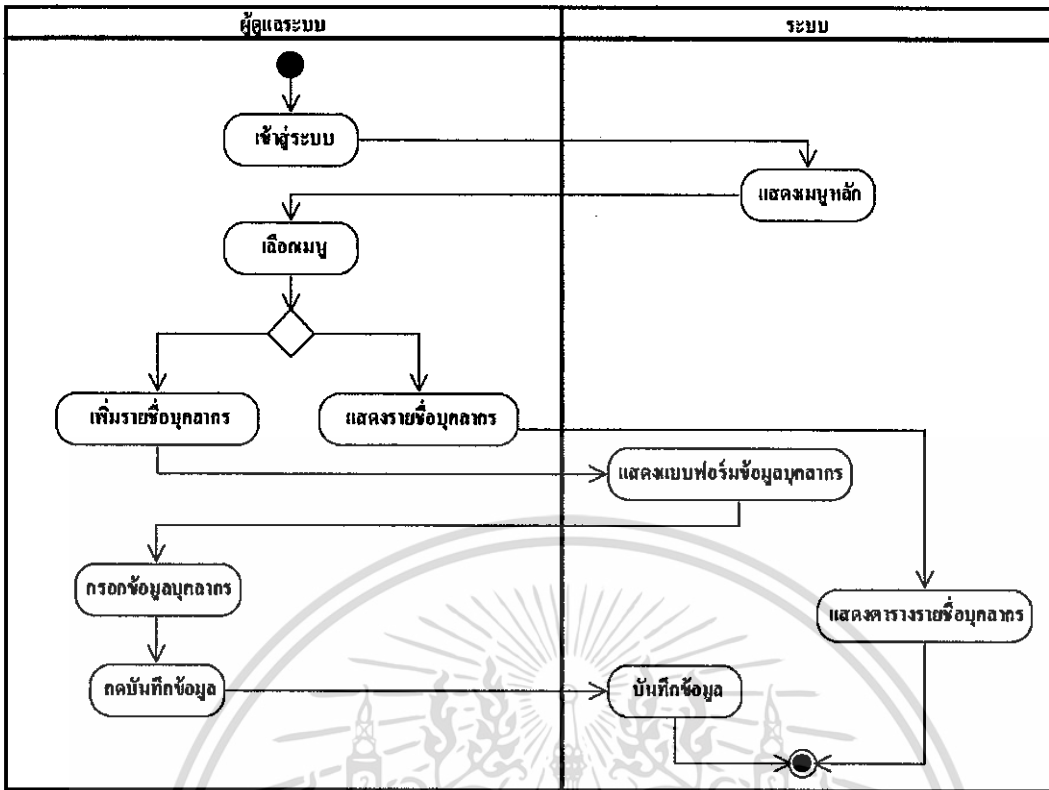 ผู้ดูแลระบบ
ระบบ
เข้าสู่ระบบ
แสดงเมนูหลัก
เลือกเมนู
เพิ่มรายชื่อบุคลากร
แสดงรายชื่อบุคลากร
แสดงแบบฟอร์มข้อมูลบุคลากร
กรอกข้อมูลบุคลากร
แสดงตารางรายชื่อบุคลากร
กดบันทึกข้อมูล
บันทึกข้อมูล